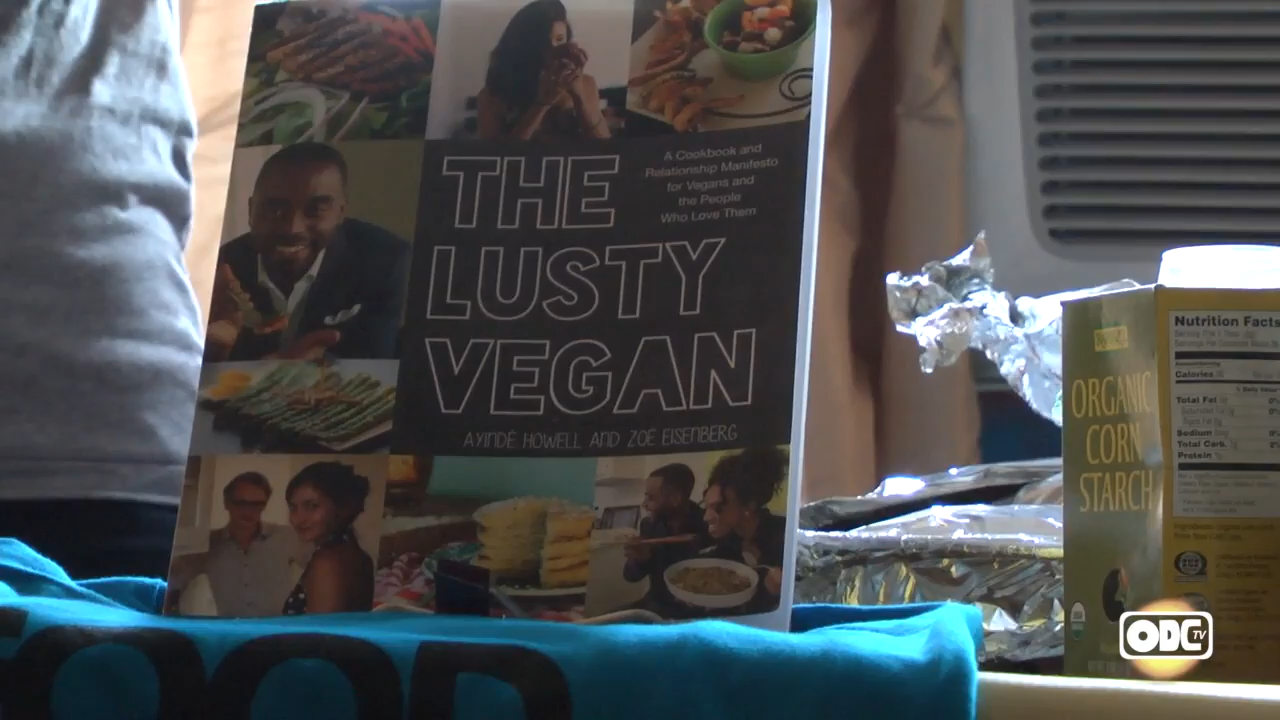 THE
LUSTY
VEGAN
A Cookbook and
Relationship Manifesto
for Vegans and
the People
Who Love Them
AYINDÉ HOWELL AND ZOË EISENBERG
ORGANIC
CORN
STARCH
Nutrition Facts
Calories
Total Fat
Sodium
Total Carb.
Protein
FOOD
ODC TV